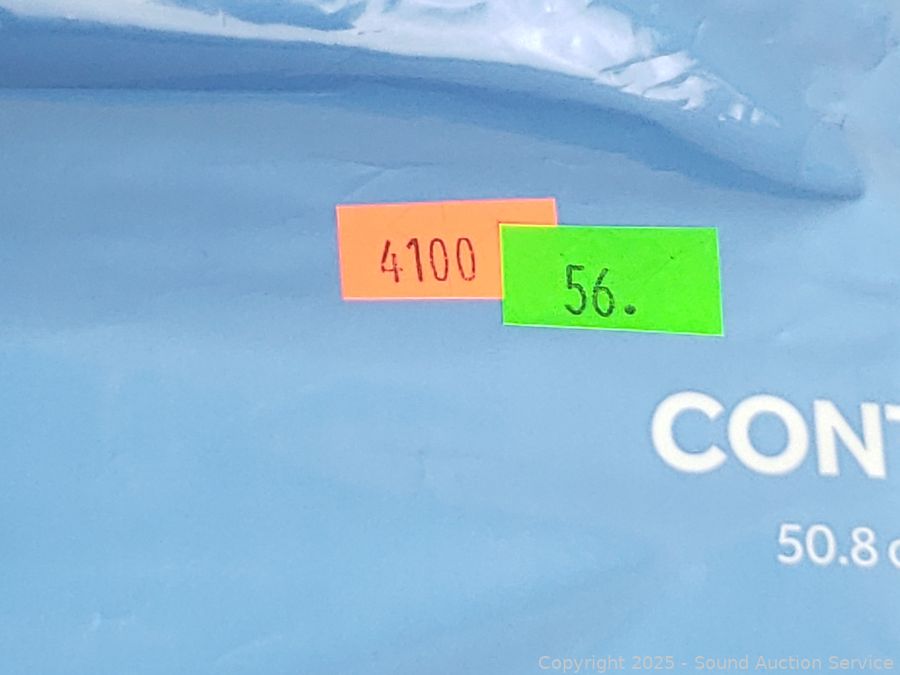 4100
56.
CONT
50.8 c
Copyright 2025 - Sound Auction Service